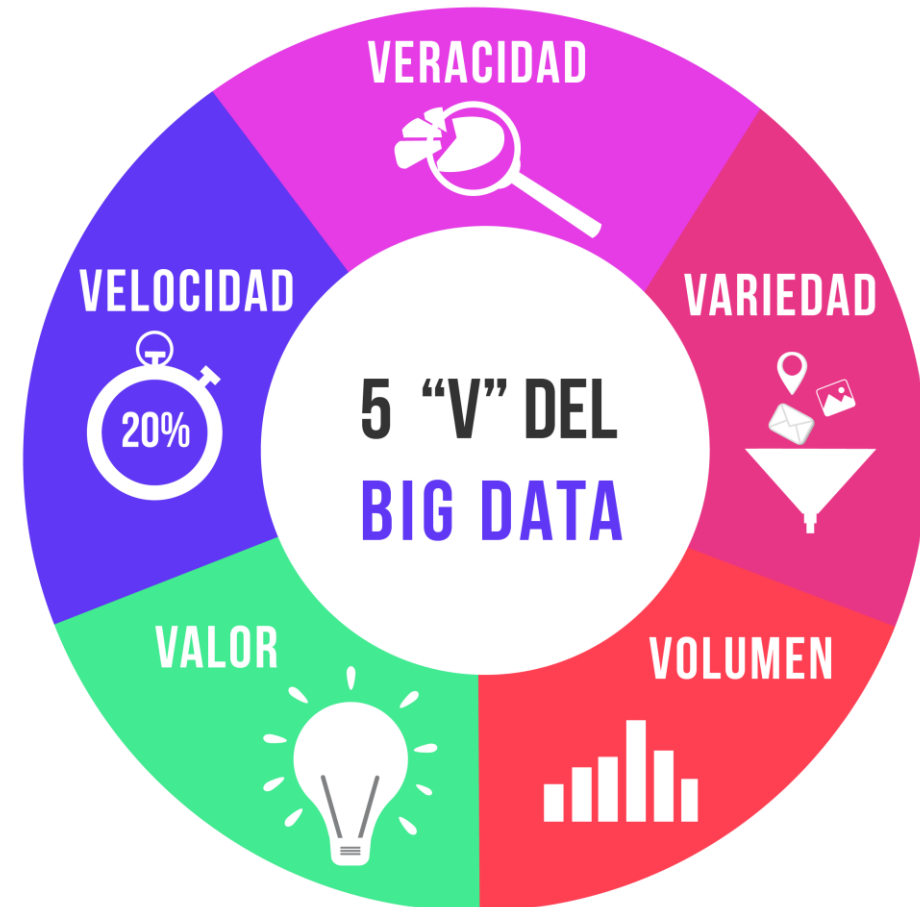 VERACIDAD
VELOCIDAD
20%
VARIEDAD
5 “V” DEL
BIG DATA
VALOR
VOLUMEN